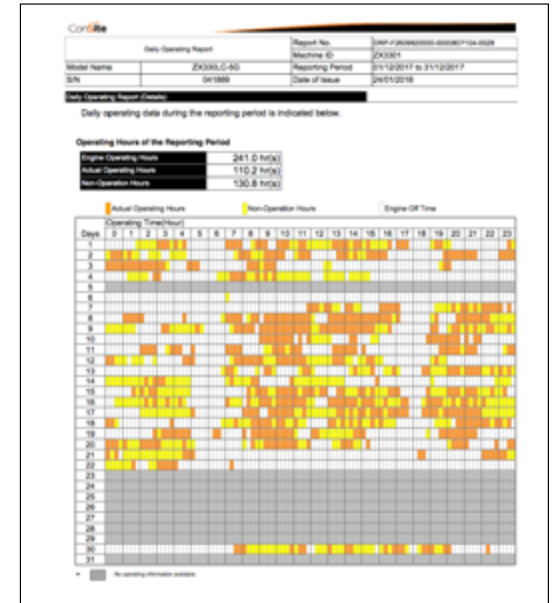 ConSite
Daily Operating Report
Report No.
Machine ID
ZX3301
Model Name
ZX330LC-5G
Reporting Period
01/12/2017 to 31/12/2017
S/N
Date of Issue
24/01/2018
Daily Operating Report (Details)
Daily operating data during the reporting period is indicated below.
Operating Hours of the Reporting Period
Engine Operating Hours 241.0 hr(s)
Actual Operating Hours 110.2 hr(s)
Non-Operation Hours 130.8 hr(s)
Actual Operating Hours Non-Operation Hours Engine Off Time
Operating Time(Hour)
Days 0 1 2 3 4 5 6 7 8 9 10 11 12 13 14 15 16 17 18 19 20 21 22 23
1
2
3
4
5
6
7
8
9
10
11
12
13
14
15
16
17
18
19
20
21
22
23
24
25
26
27
28
29
30
31
No operating information available.